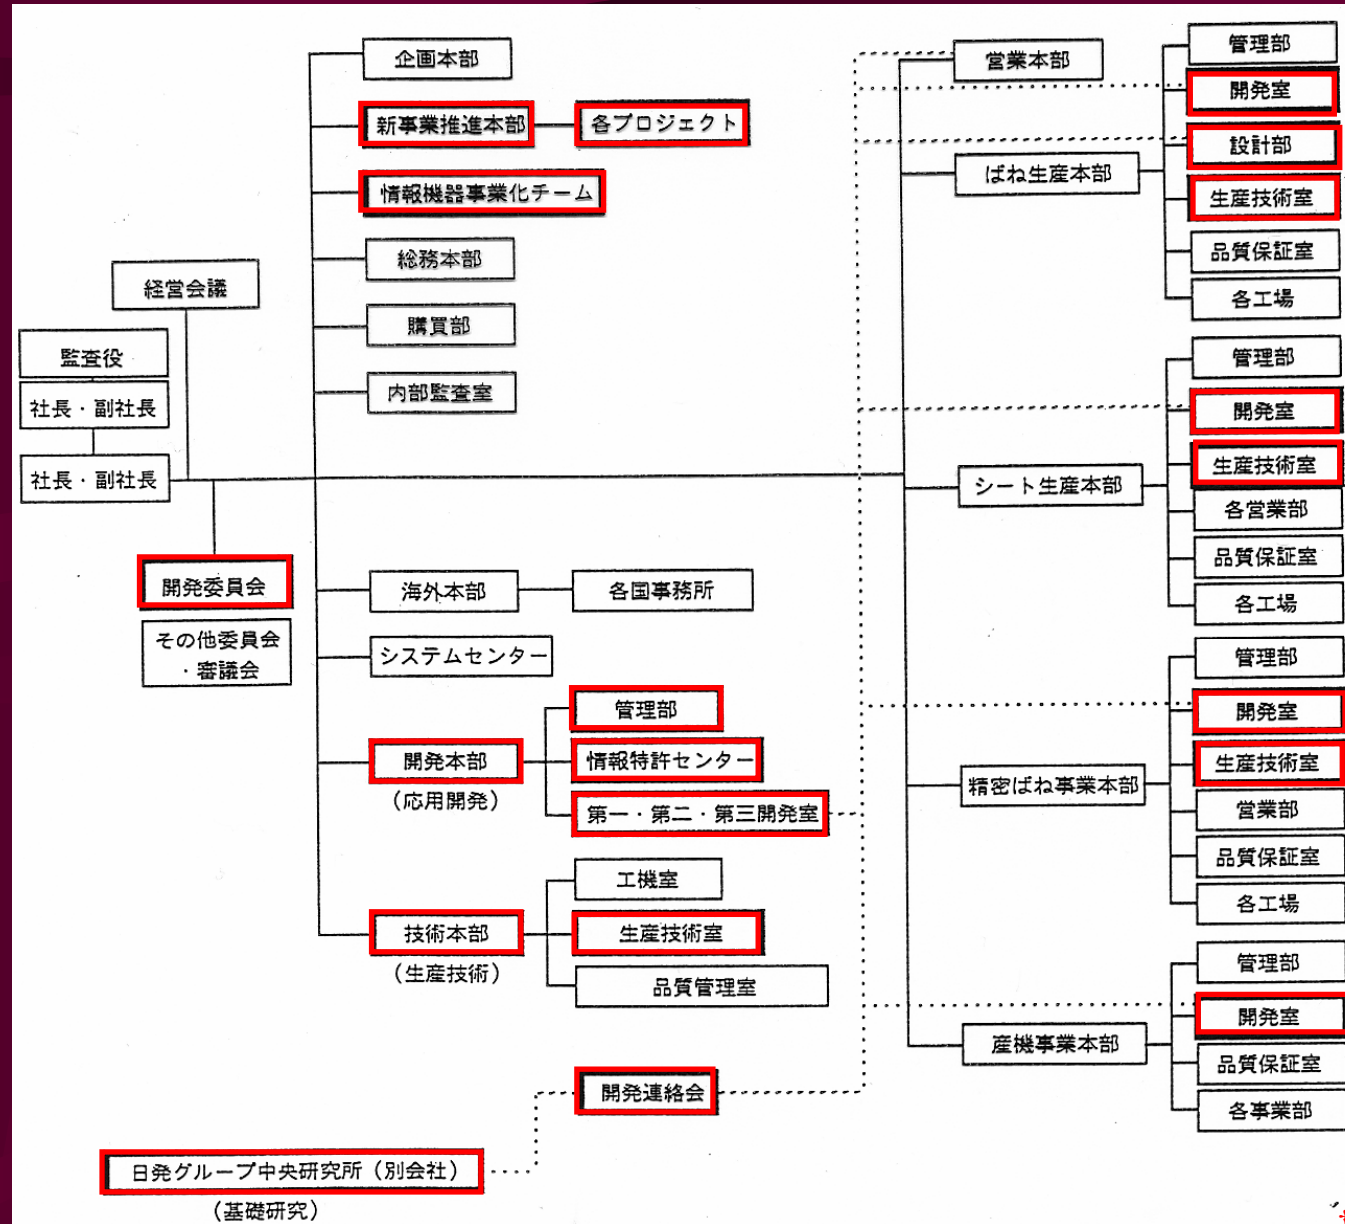 企画本部
新事業推進本部
各プロジェクト
情報機器事業化チーム
総務本部
購買部
内部監査室
経営会議
監査役
社長・副社長
社長・副社長
開発委員会
その他委員会
・審議会
海外本部
各国事務所
システムセンター
開発本部
(応用開発)
管理部
情報特許センター
第一・第二・第三開発室
技術本部
(生産技術)
工機室
生産技術室
品質管理室
開発連絡会
日発グループ中央研究所(別会社)
(基礎研究)
営業本部
ばね生産本部
管理部
開発室
設計部
生産技術室
品質保証室
各工場
シート生産本部
管理部
開発室
生産技術室
各営業部
品質保証室
各工場
精密ばね事業本部
管理部
開発室
生産技術室
営業部
品質保証室
各工場
産機事業本部
管理部
開発室
品質保証室
各事業部